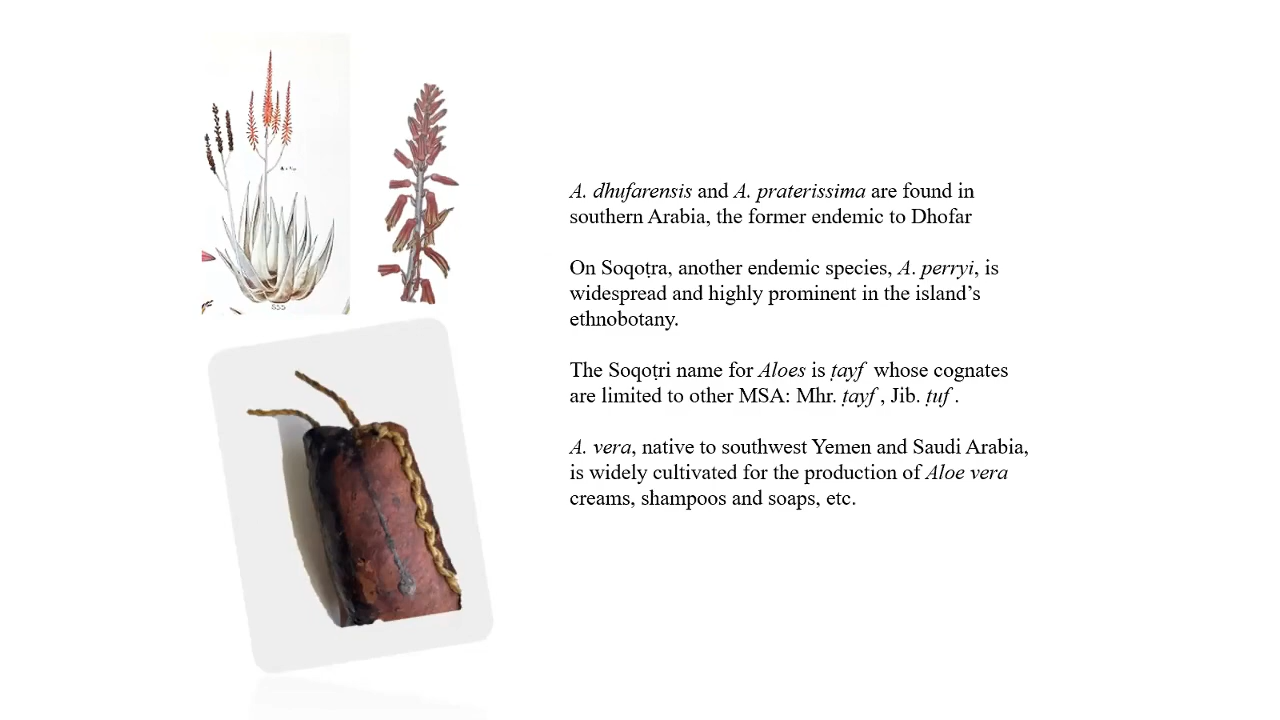 A. dhufarensis and A. praterissima are found in
southern Arabia, the former endemic to Dhofar
On Soqoṭra, another endemic species, A. perryi, is
widespread and highly prominent in the island’s
ethnobotany.
The Soqoṭri name for Aloes is ṭayf whose cognates
are limited to other MSA: Mhr. ṭayf , Jib. ṭuf .
A. vera, native to southwest Yemen and Saudi Arabia,
is widely cultivated for the production of Aloe vera
creams, shampoos and soaps, etc.